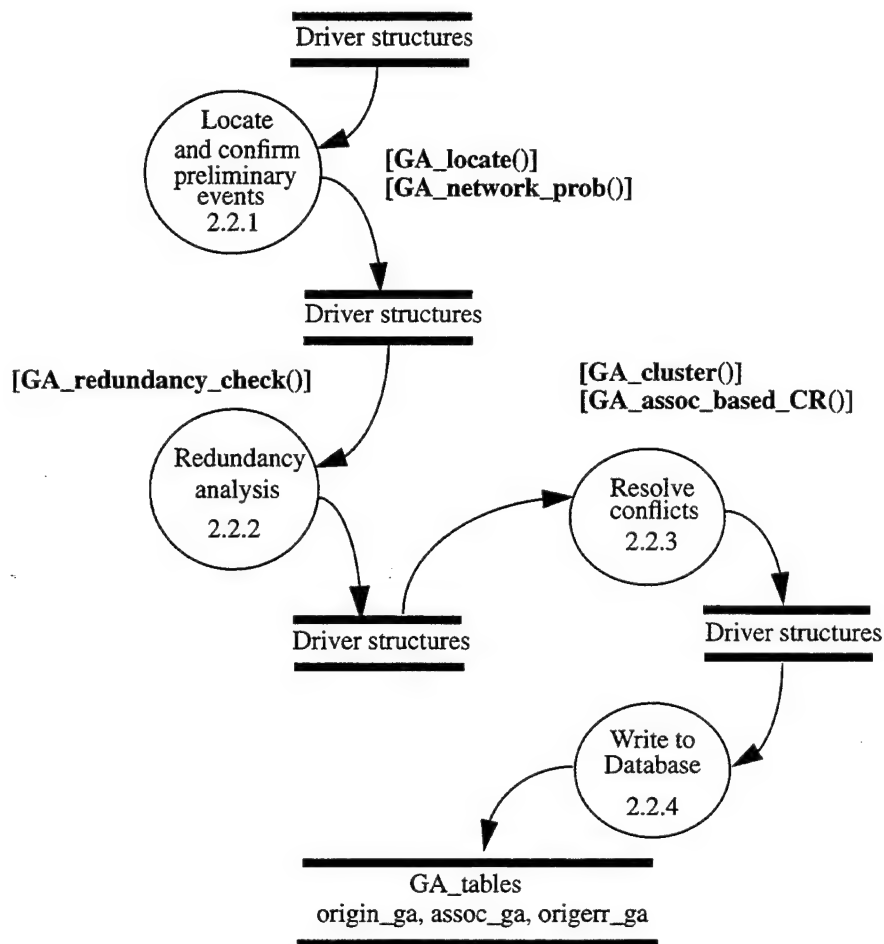 Driver structures
Locate
and confirm
preliminary
events
2.2.1
[GA_locate()]
[GA_network_prob()]
Driver structures
[GA_redundancy_check()]
[GA_cluster()]
[GA_assoc_based_CR()]
Redundancy
analysis
2.2.2
Resolve
conflicts
2.2.3
Driver structures
Driver structures
Write to
Database
2.2.4
GA_tables
origin_ga, assoc_ga, origerr_ga